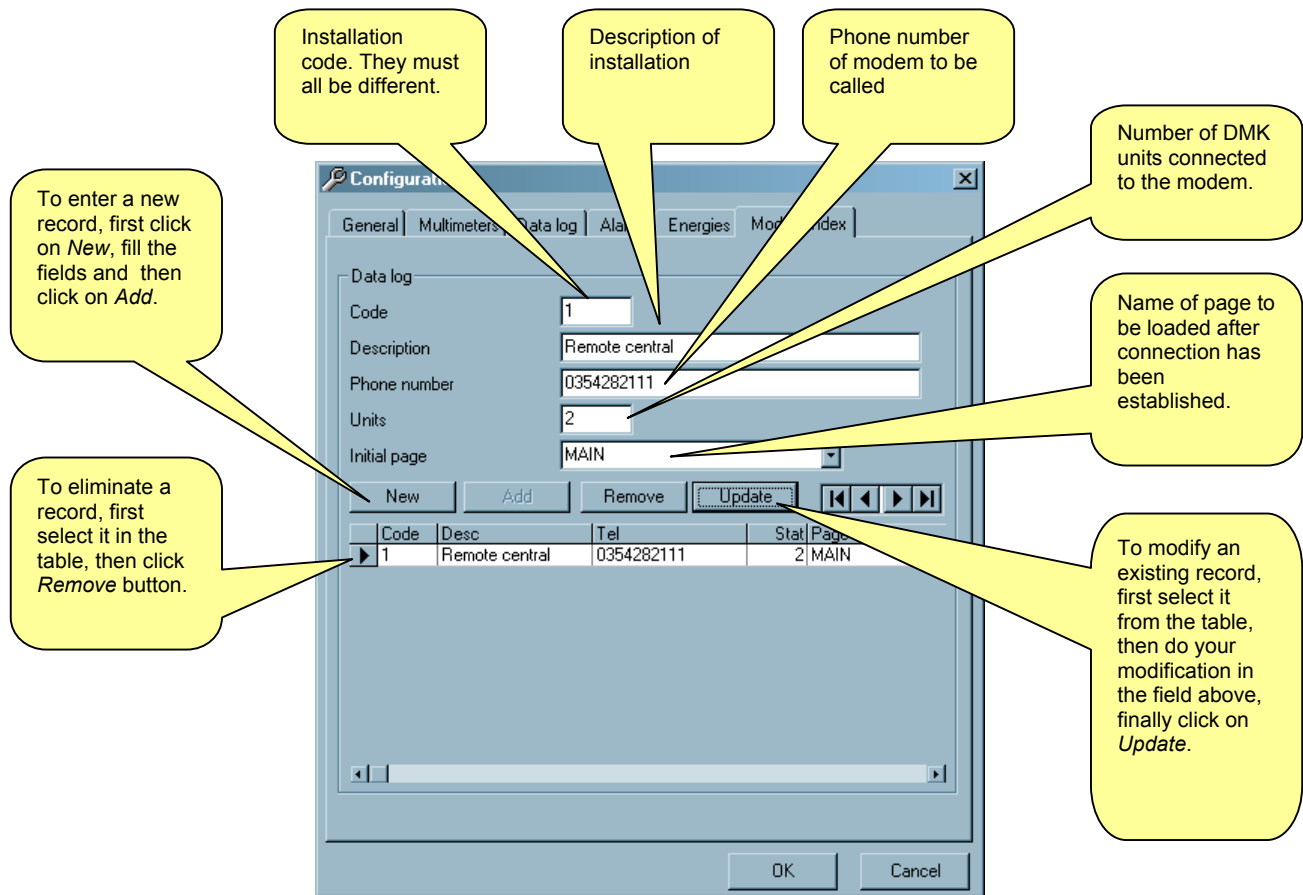 Installation
code. They must
all be different.
Description of
installation
Phone number
of modem to be
called
Number of DMK
units connected
to the modem.
To enter a new
record, first click
on New, fill the
fields and then
click on Add.
Name of page to
be loaded after
connection has
been
established.
To eliminate a
record, first
select it in the
table, then click
Remove button.
To modify an
existing record,
first select it
from the table,
then do your
modification in
the field above,
finally click on
Update.
General Multimeters log Energies
Data log
Code 1
Description Remote central
Phone number 0354282111
Units 2
Initial page MAIN
New Add Remove Update
Code Desc Tel Stat
1 Remote central 0354282111 2 MAIN
OK Cancel